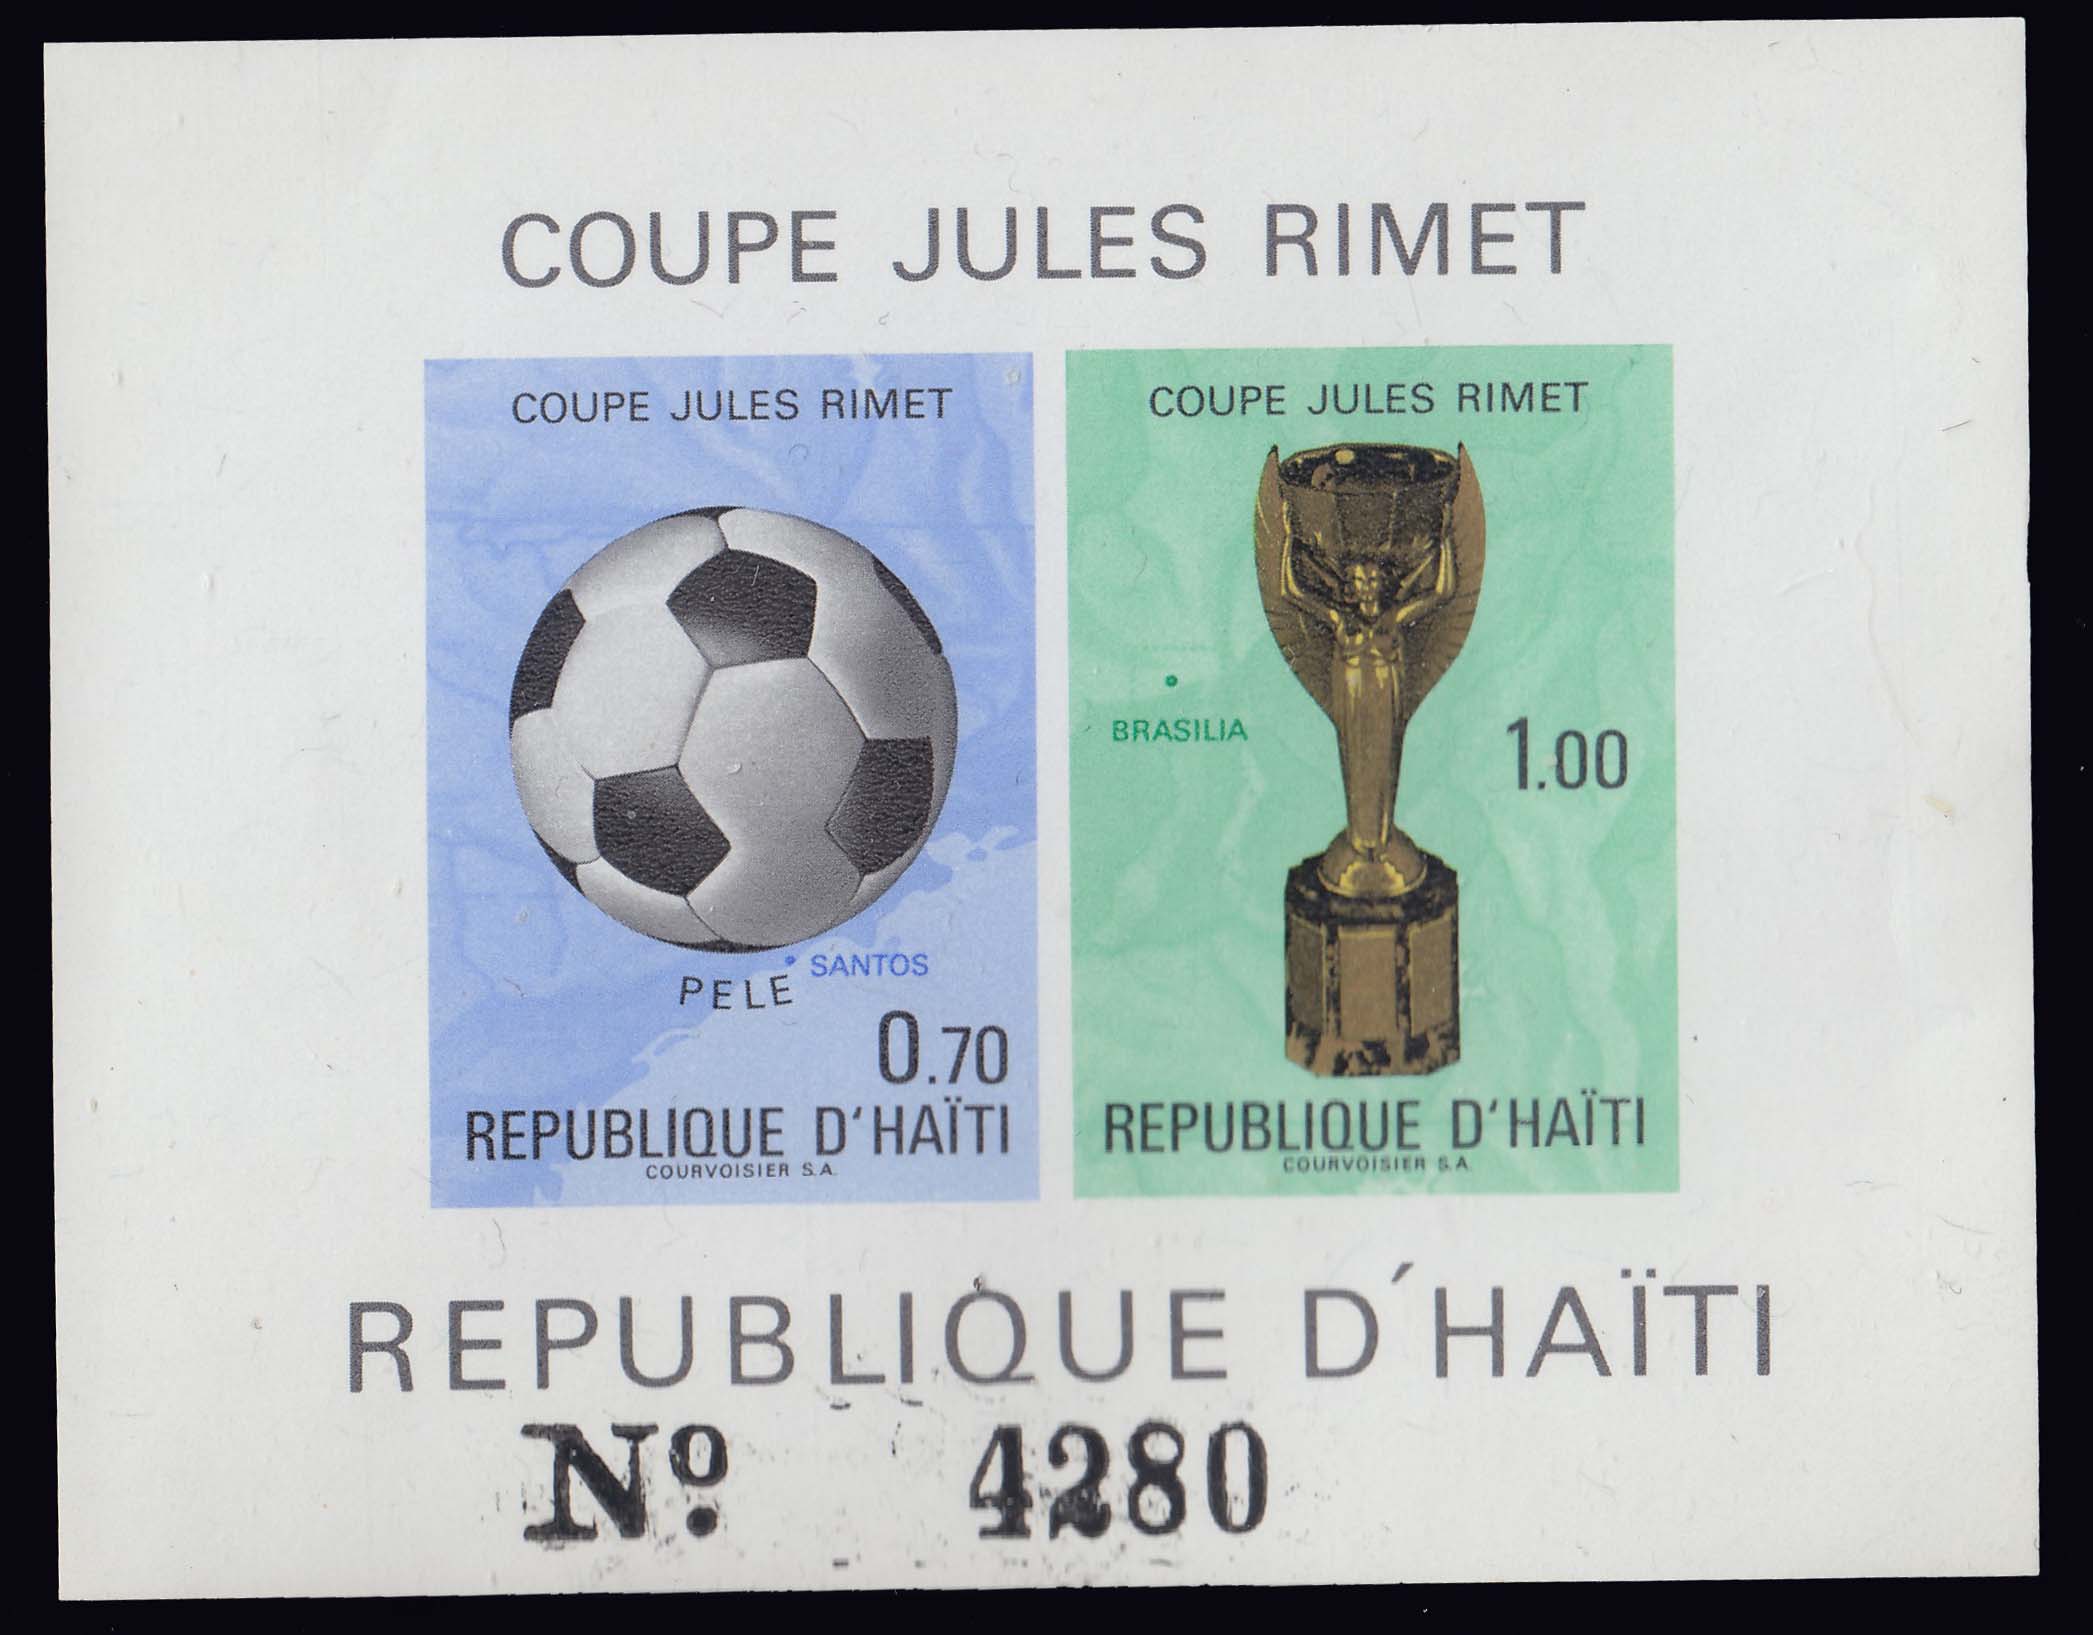 COUPE JULES RIMET
COUPE JULES RIMET
SANTOS
PELE
0.70
REPUBLIQUE D'HAÏTI
COURVOISIER S.A.
COUPE JULES RIMET
BRASILIA
1.00
REPUBLIQUE D'HAÏTI
COURVOISIER S.A.
REPUBLIQUE D'HAÏTI
Nº 4280